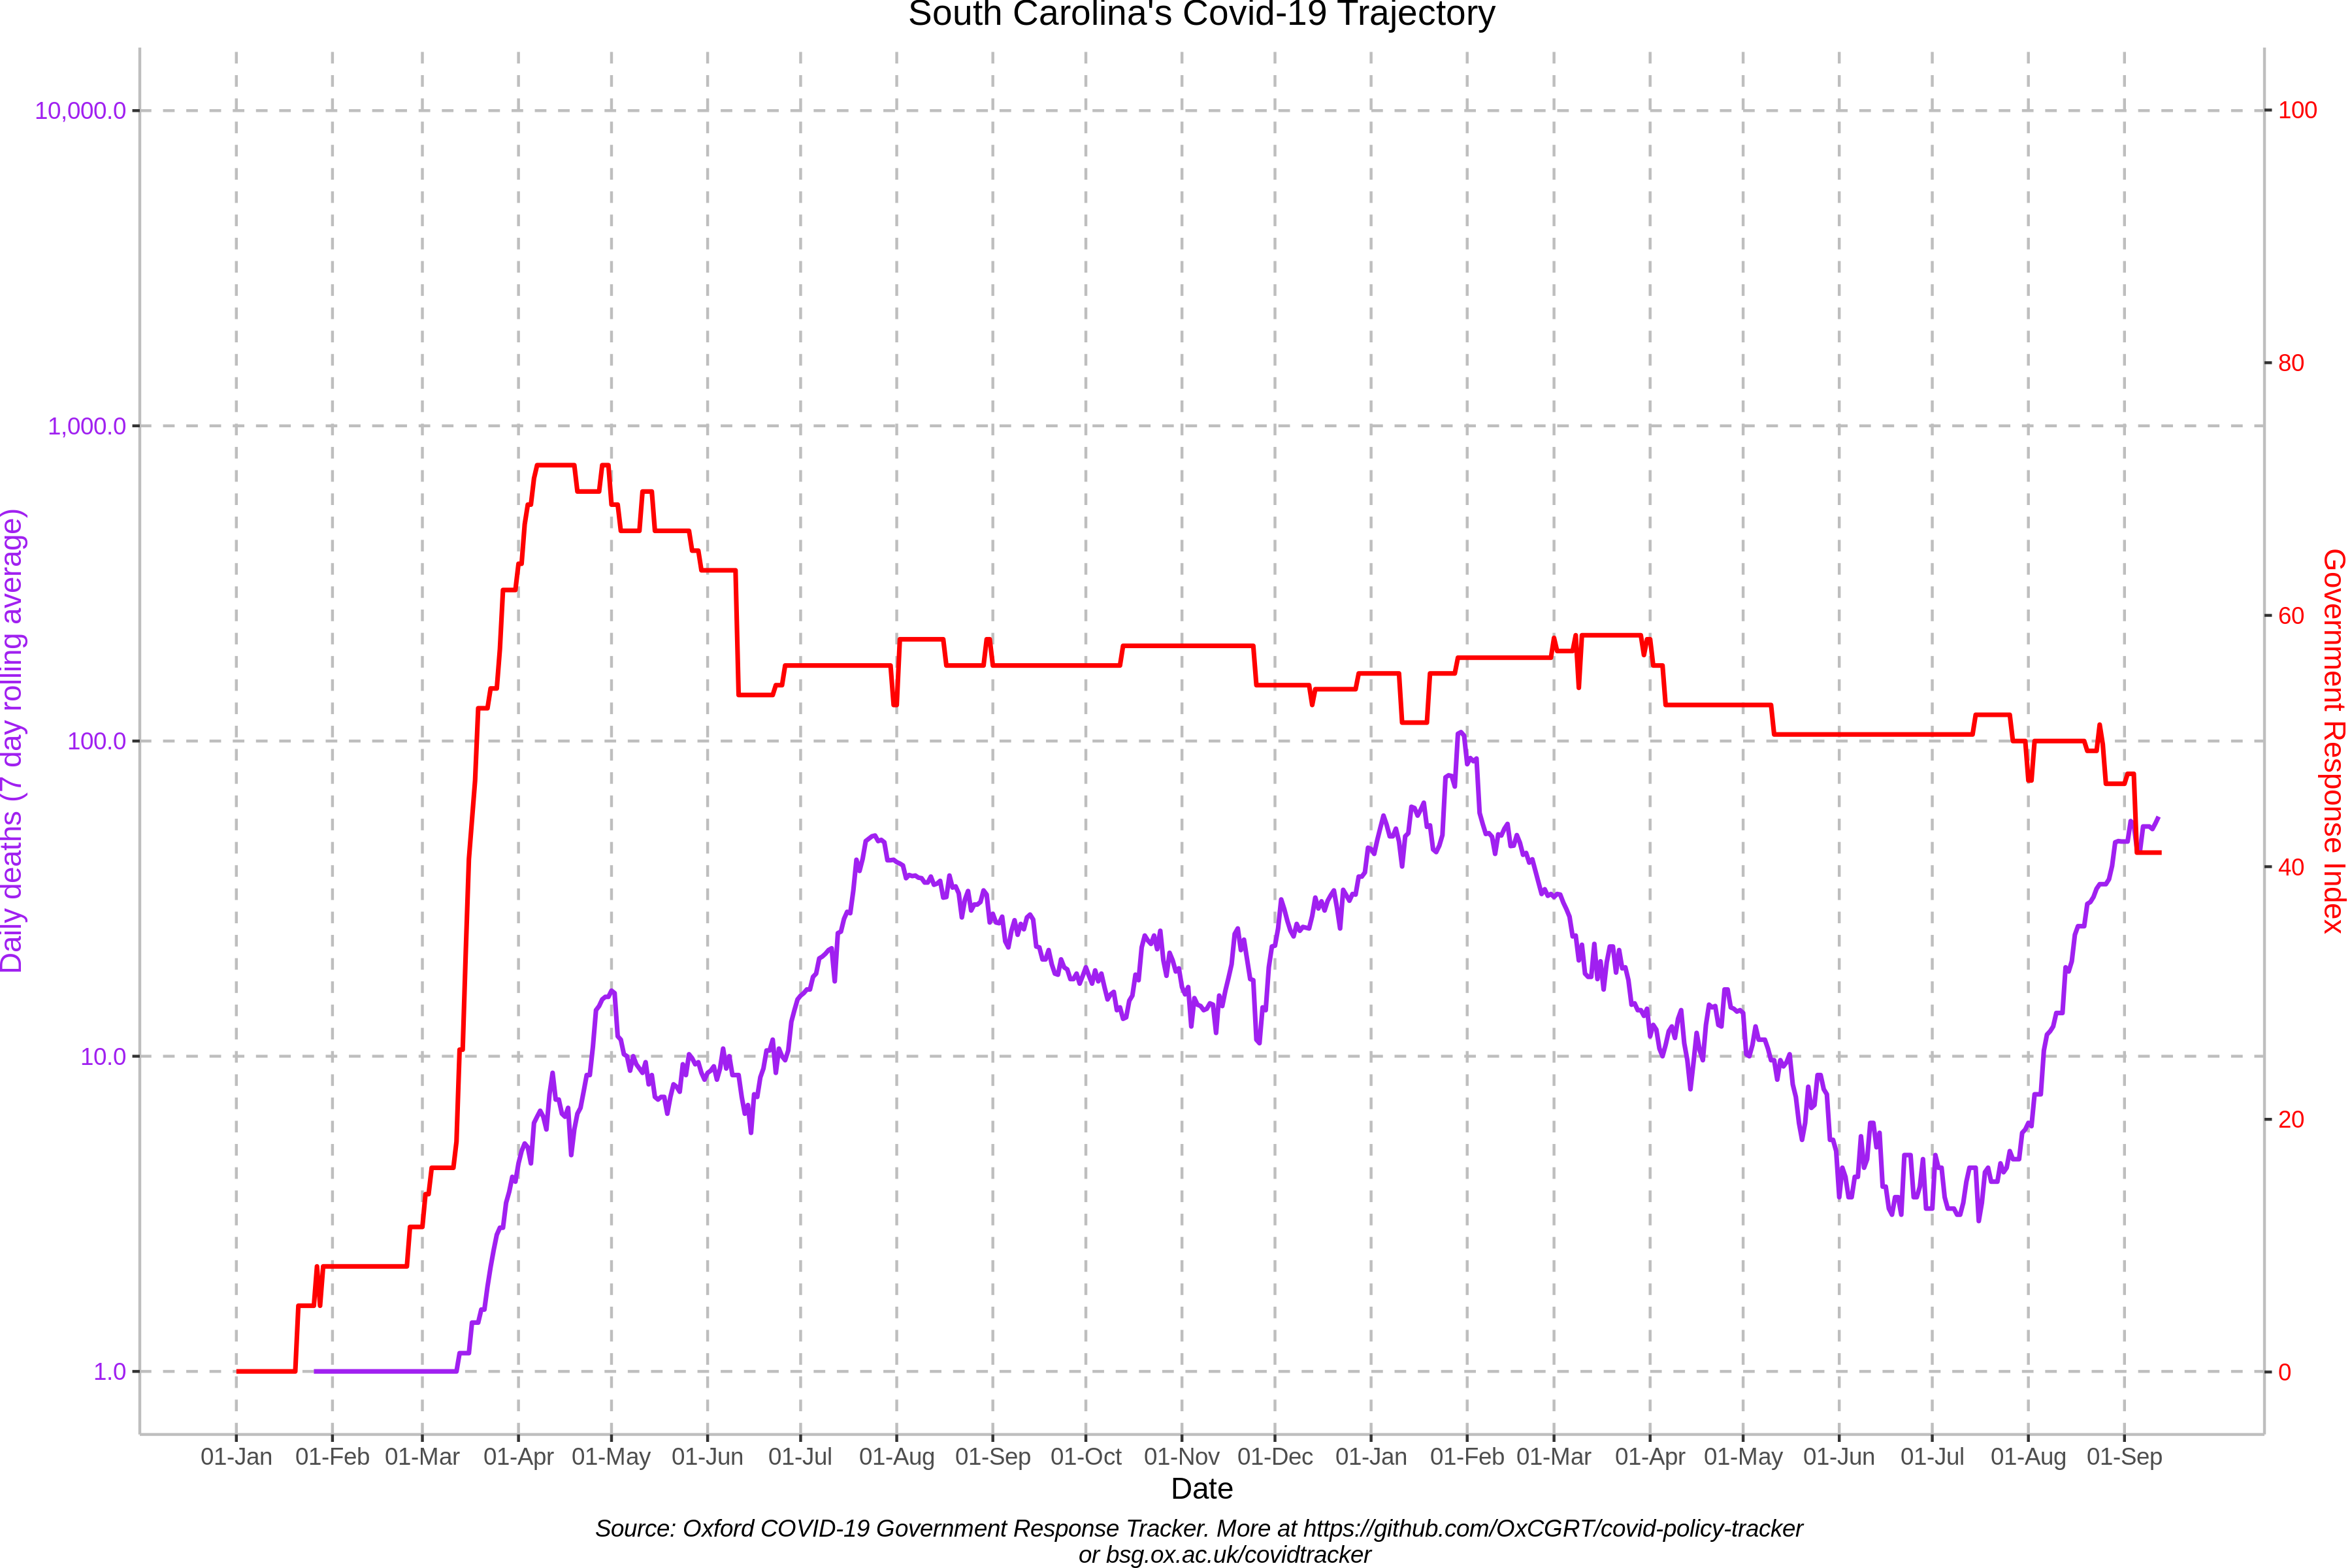 South Carolina's Covid-19 Trajectory
10,000.0
1,000.0
100.0
10.0
1.0
Daily deaths (7 day rolling average)
100
80
60
40
20
0
Government Response Index
01-Jan 01-Feb 01-Mar 01-Apr 01-May 01-Jun 01-Jul 01-Aug 01-Sep 01-Oct 01-Nov 01-Dec 01-Jan 01-Feb 01-Mar 01-Apr 01-May 01-Jun 01-Jul 01-Aug 01-Sep
Date
Source: Oxford COVID-19 Government Response Tracker. More at https://github.com/OxCGRT/covid-policy-tracker
or bsg.ox.ac.uk/covidtracker